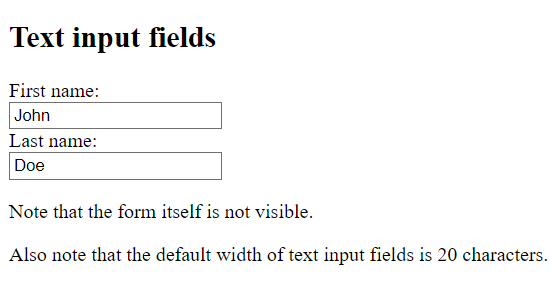 Text input fields
First name:
John
Last name:
Doe
Note that the form itself is not visible.
Also note that the default width of text input fields is 20 characters.